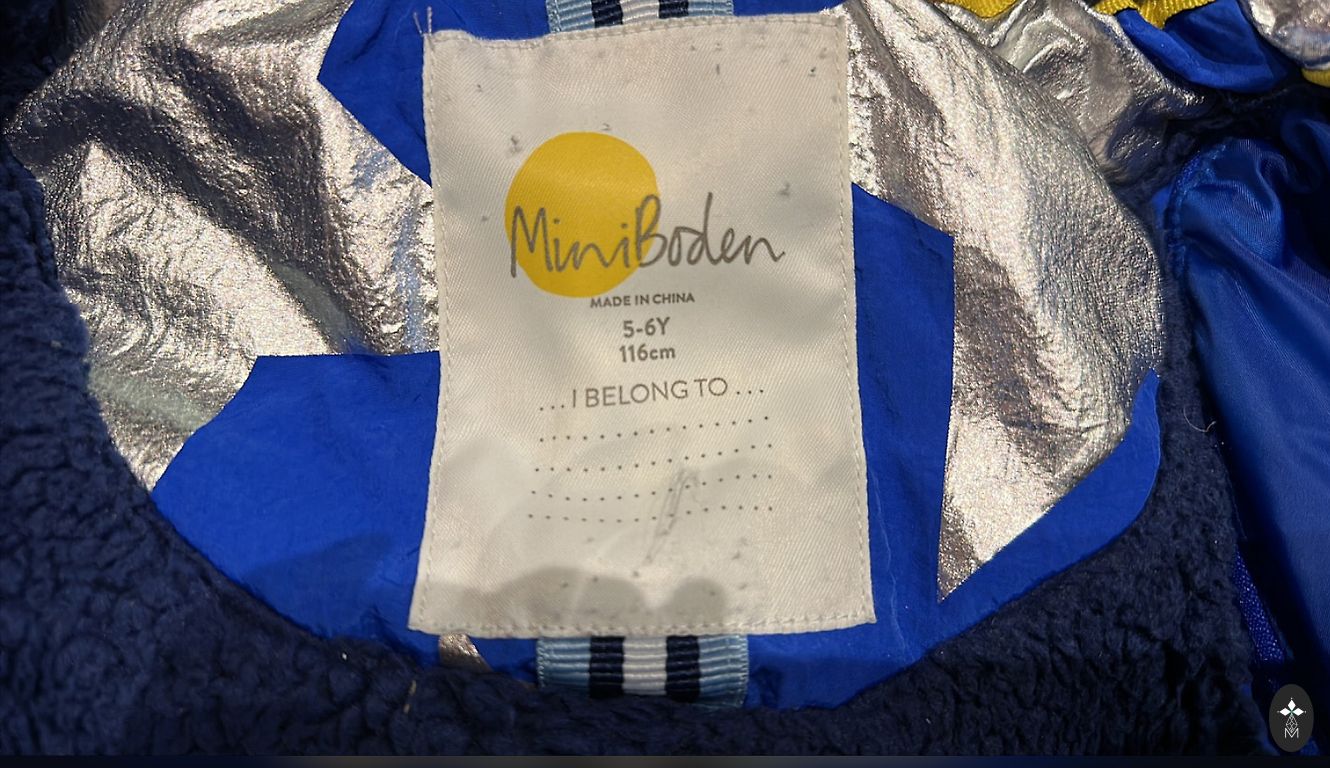 MiniBoden
MADE IN CHINA
5-6Y
116cm
...I BELONG TO...
M